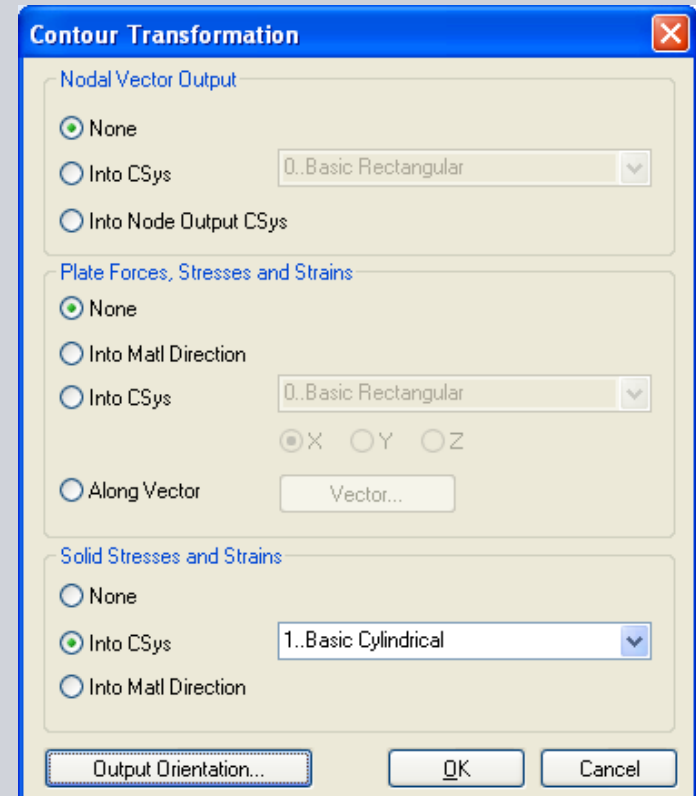 Contour Transformation
Nodal Vector Output
None
Into CSys 0..Basic Rectangular
Into Node Output CSys
Plate Forces, Stresses and Strains
None
Into Matl Direction
Into CSys 0..Basic Rectangular
X Y Z
Along Vector Vector...
Solid Stresses and Strains
None
Into CSys 1..Basic Cylindrical
Into Matl Direction
Output Orientation... OK Cancel